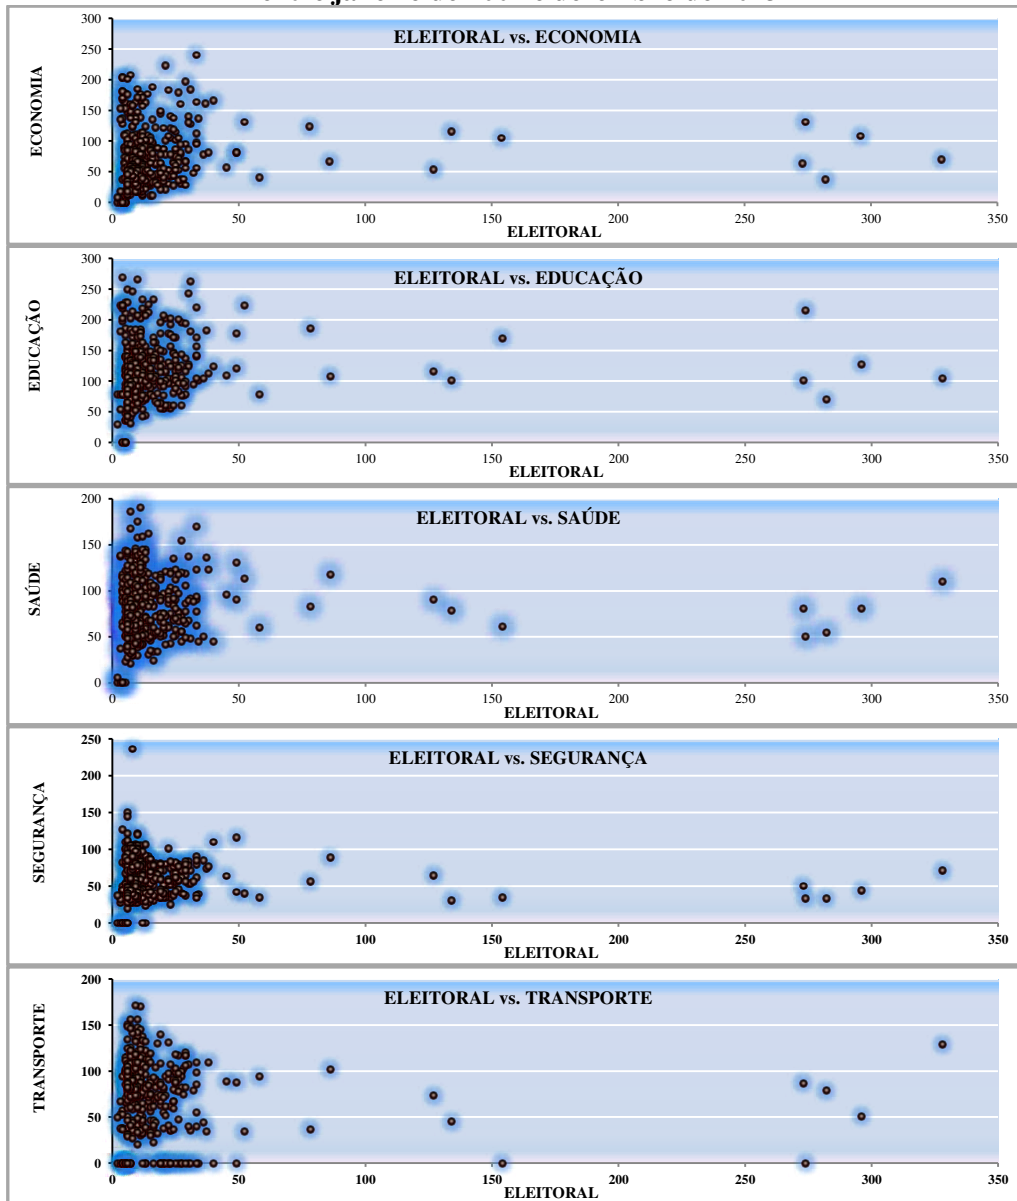 ELEITORAL vs. ECONOMIA
ECONOMIA
300
250
200
150
100
50
0
0 50 100 150 200 250 300 350
ELEITORAL
ELEITORAL vs. EDUCAÇÃO
EDUCAÇÃO
300
250
200
150
100
50
0
0 50 100 150 200 250 300 350
ELEITORAL
ELEITORAL vs. SAÚDE
SAÚDE
200
150
100
50
0
0 50 100 150 200 250 300 350
ELEITORAL
ELEITORAL vs. SEGURANÇA
SEGURANÇA
250
200
150
100
50
0
0 50 100 150 200 250 300 350
ELEITORAL
ELEITORAL vs. TRANSPORTE
TRANSPORTE
200
150
100
50
0
0 50 100 150 200 250 300 350
ELEITORAL